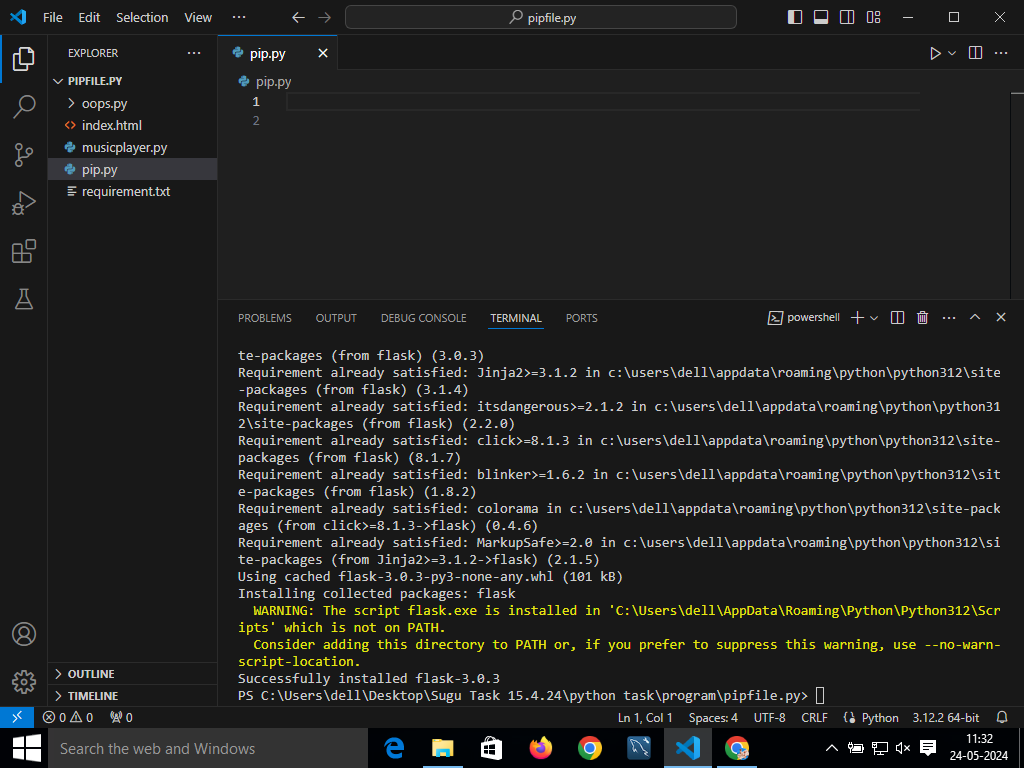 File Edit Selection View ···
pipfile.py
EXPLORER ···
PIPFILE.PY
oops.py
index.html
musicplayer.py
pip.py
requirement.txt
OUTLINE
TIMELINE
pip.py
pip.py
1
2
PROBLEMS OUTPUT DEBUG CONSOLE TERMINAL PORTS
powershell
te-packages (from flask) (3.0.3)
Requirement already satisfied: Jinja2>=3.1.2 in c:\users\dell\appdata\roaming\python\python312\site
-packages (from flask) (3.1.4)
Requirement already satisfied: itsdangerous>=2.1.2 in c:\users\dell\appdata\roaming\python\python31
2\site-packages (from flask) (2.2.0)
Requirement already satisfied: click>=8.1.3 in c:\users\dell\appdata\roaming\python\python312\site-
packages (from flask) (8.1.7)
Requirement already satisfied: blinker>=1.6.2 in c:\users\dell\appdata\roaming\python\python312\sit
e-packages (from flask) (1.8.2)
Requirement already satisfied: colorama in c:\users\dell\appdata\roaming\python\python312\site-pack
ages (from click>=8.1.3->flask) (0.4.6)
Requirement already satisfied: MarkupSafe>=2.0 in c:\users\dell\appdata\roaming\python\python312\si
te-packages (from Jinja2>=3.1.2->flask) (2.1.5)
Using cached flask-3.0.3-py3-none-any.whl (101 kB)
Installing collected packages: flask
WARNING: The script flask.exe is installed in 'C:\Users\dell\AppData\Roaming\Python\Python312\Scr
ipts' which is not on PATH.
Consider adding this directory to PATH or, if you prefer to suppress this warning, use --no-warn-
script-location.
Successfully installed flask-3.0.3
PS C:\Users\dell\Desktop\Sugu Task 15.4.24\python task\program\pipfile.py>
0 0 0
Ln 1, Col 1 Spaces: 4 UTF-8 CRLF Python 3.12.2 64-bit
Search the web and Windows
11:32
24-05-2024